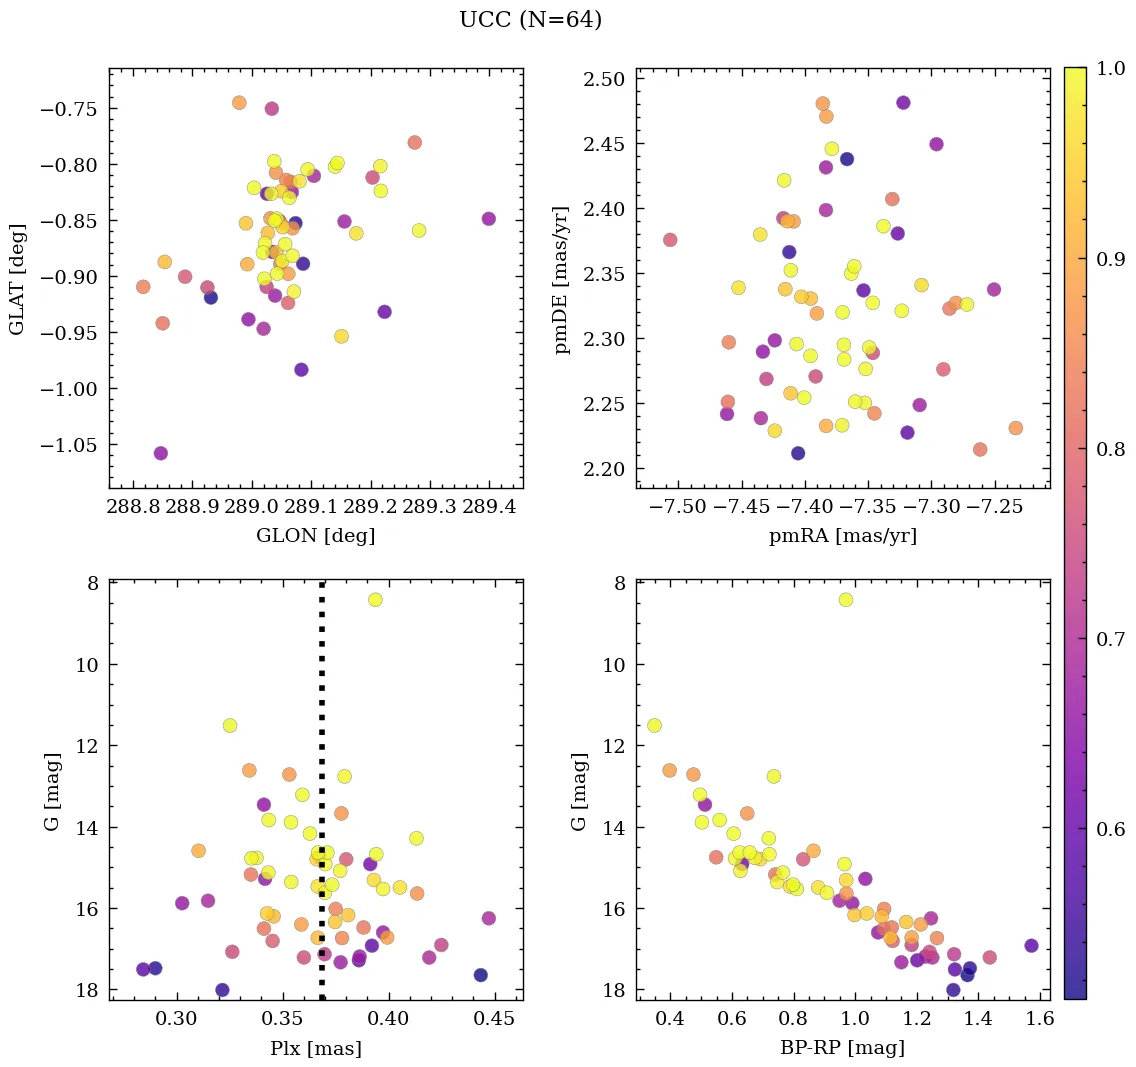 UCC (N=64)
−0.75
−0.80
−0.85
−0.90
−0.95
−1.00
−1.05
GLAT [deg]
288.8 288.9 289.0 289.1 289.2 289.3 289.4
GLON [deg]
2.50
2.45
2.40
2.35
2.30
2.25
2.20
pmDE [mas/yr]
−7.50 −7.45 −7.40 −7.35 −7.30 −7.25
pmRA [mas/yr]
8
10
12
14
16
18
G [mag]
0.30 0.35 0.40 0.45
Plx [mas]
8
10
12
14
16
18
G [mag]
0.4 0.6 0.8 1.0 1.2 1.4 1.6
BP-RP [mag]
1.0
0.9
0.8
0.7
0.6